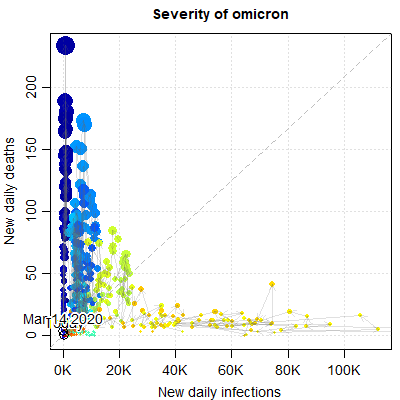 Severity of omicron
New daily deaths
200
150
100
50
0
Mar 14 2020
Today
0K 20K 40K 60K 80K 100K
New daily infections